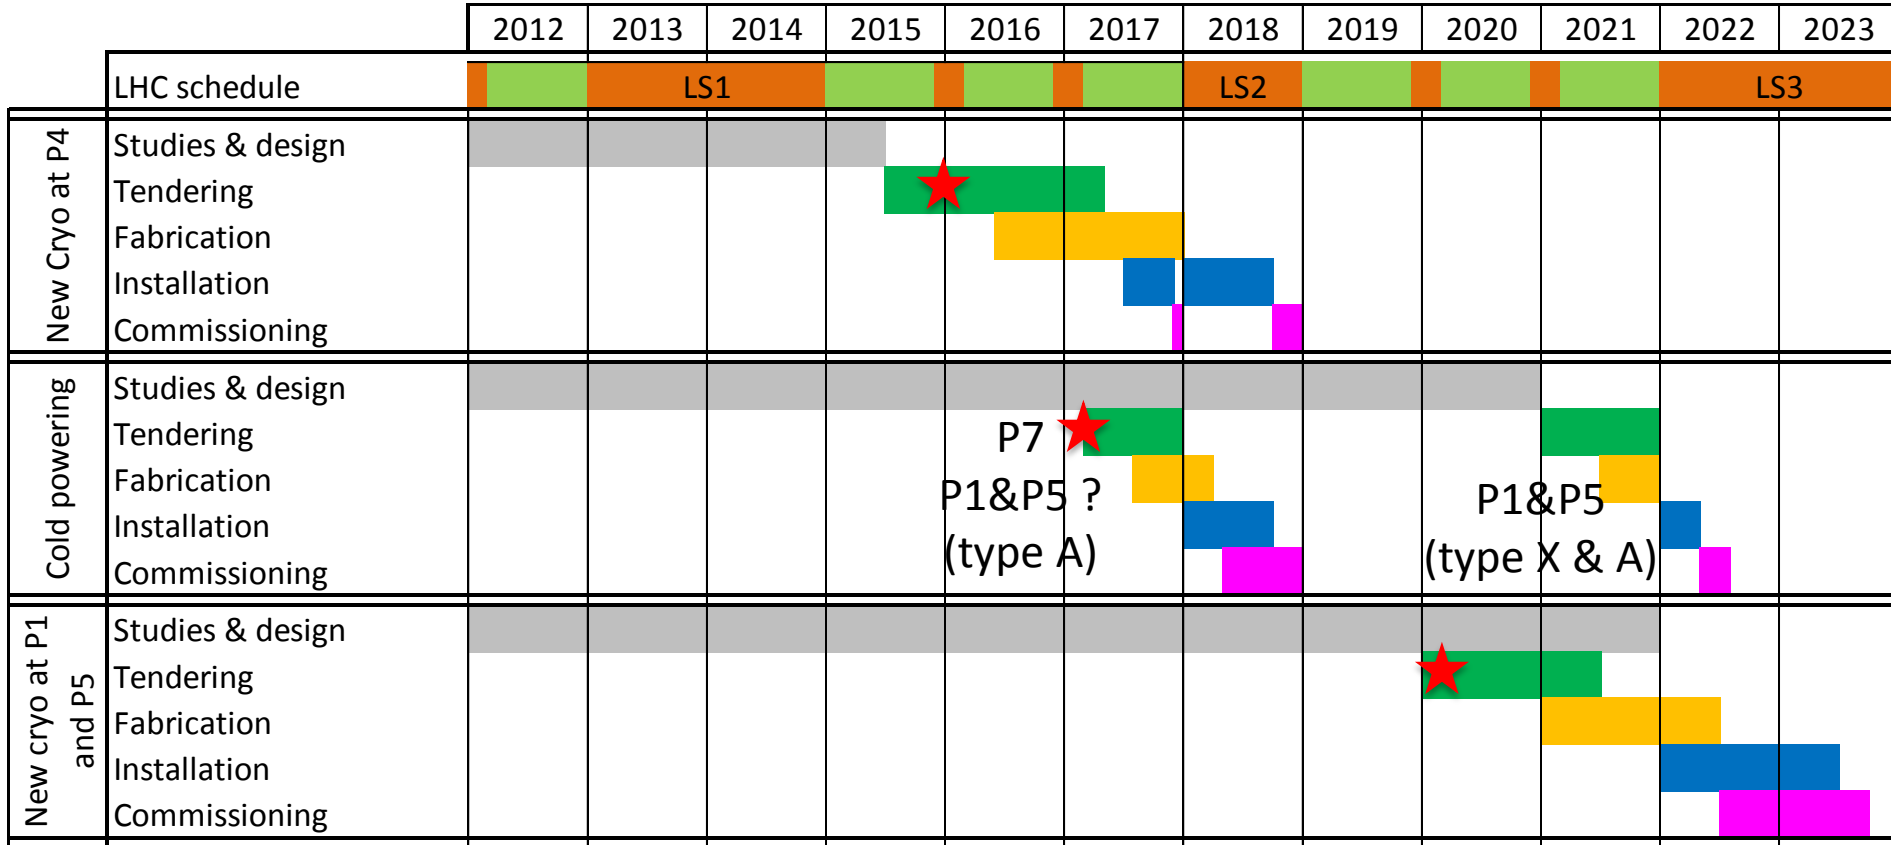 2012 2013 2014 2015 2016 2017 2018 2019 2020 2021 2022 2023
LHC schedule LS1 LS2 LS3
New Cryo at P4
Studies & design
Tendering
Fabrication
Installation
Commissioning
Cold powering
Studies & design
Tendering
Fabrication
Installation
Commissioning
P7
P1&P5 ?
(type A)
P1&P5
(type X & A)
New cryo at P1
and P5
Studies & design
Tendering
Fabrication
Installation
Commissioning